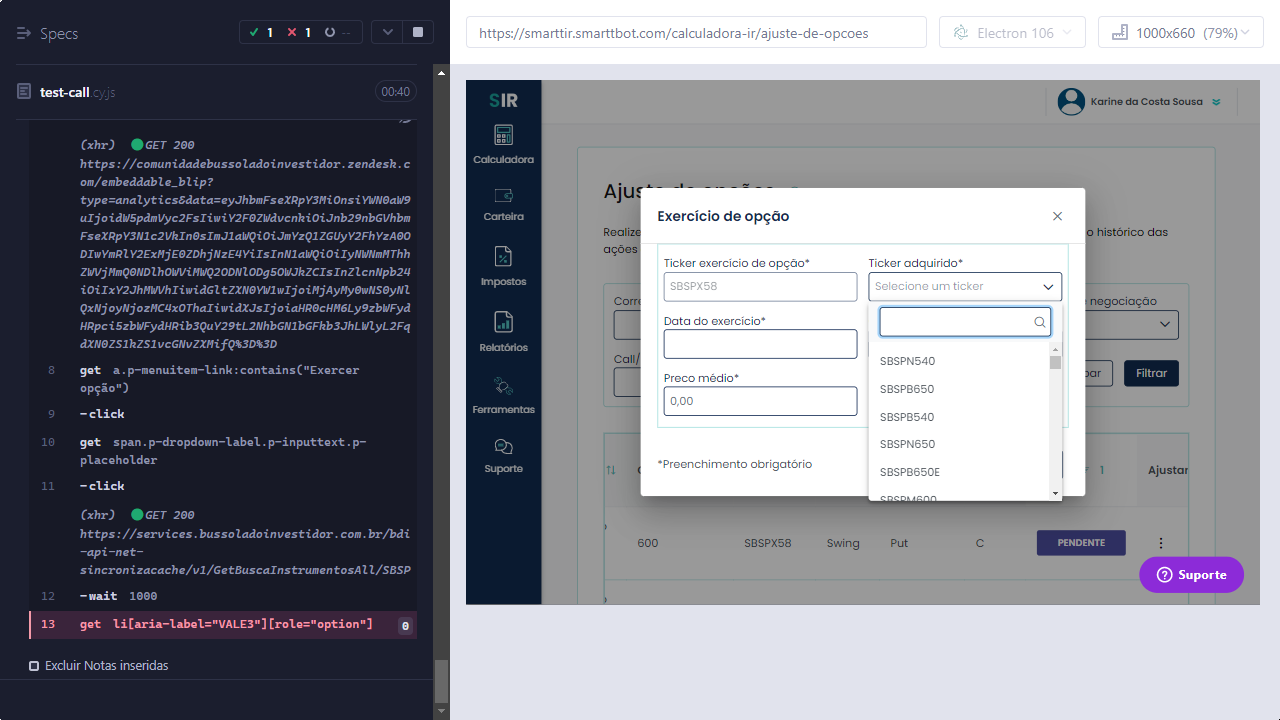 Specs
1
1
--
https://smarttir.smarttbot.com/calculadora-ir/ajuste-de-opcoes
Electron 106
1000x660 (79%)
test-call.cy.js
00:40
(xhr) GET 200
https://comunidadebussoladoinvestidor.zendesk.c
om/embeddable_blip?
8
get a.p-menuitem-link:contains("Exercer
opção")
9
-click
10
get span.p-dropdown-label.p-inputtext.p-
placeholder
11
-click
(xhr) GET 200
https://services.bussoladoinvestidor.com.br/bdi
-api-net-
sincronizacache/v1/GetBuscaInstrumentosAll/SBSP
12
-wait 1000
13
get li[aria-label="VALE3"][role="option"]
0
Excluir Notas inseridas
SIR
Calculadora
Carteira
Impostos
Relatórios
Ferramentas
Suporte
Karine da Costa Sousa
Ajuste de opções
Realize
o histórico das
ações
Corre
e negociação
Call/
par
Filtrar
Exercício de opção
Ticker exercício de opção*
SBSPX58
Ticker adquirido*
Selecione um ticker
Data do exercício*
Preco médio*
0,00
*Preenchimento obrigatório
SBSPN540
SBSPB650
SBSPB540
SBSPN650
SBSPB650E
SBSPM600
1
Ajustar
600
SBSPX58
Swing
Put
C
PENDENTE
Suporte